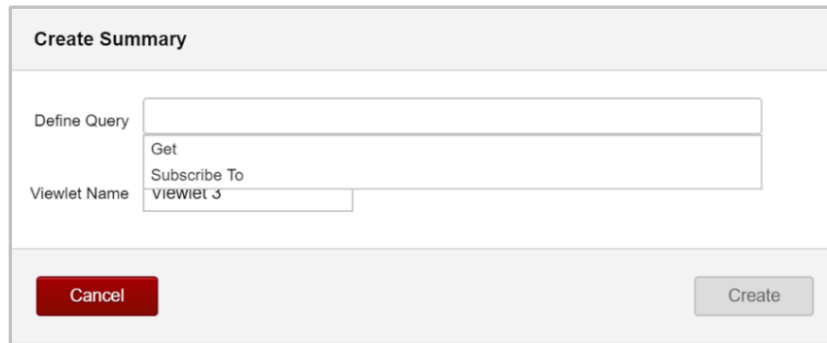 Create Summary
Define Query
Get
Subscribe To
Viewlet Name Viewlet 3
Cancel Create